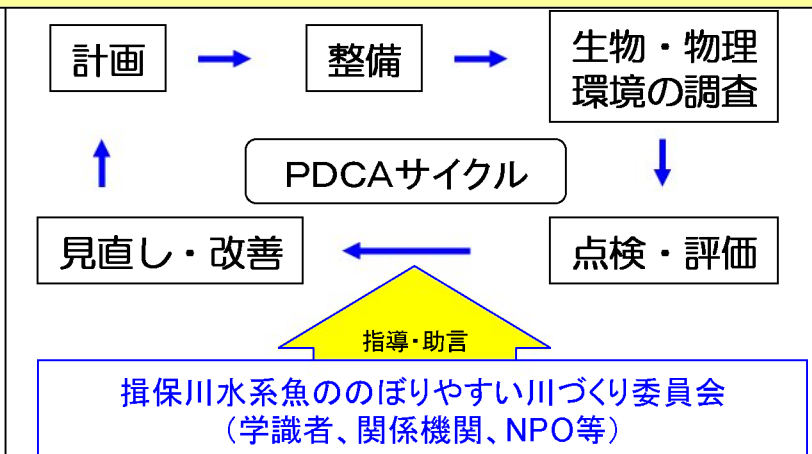 計画
整備
生物・物理
環境の調査
PDCAサイクル
見直し・改善
点検・評価
指導・助言
揖保川水系魚ののぼりやすい川づくり委員会
（学識者、関係機関、NPO等）